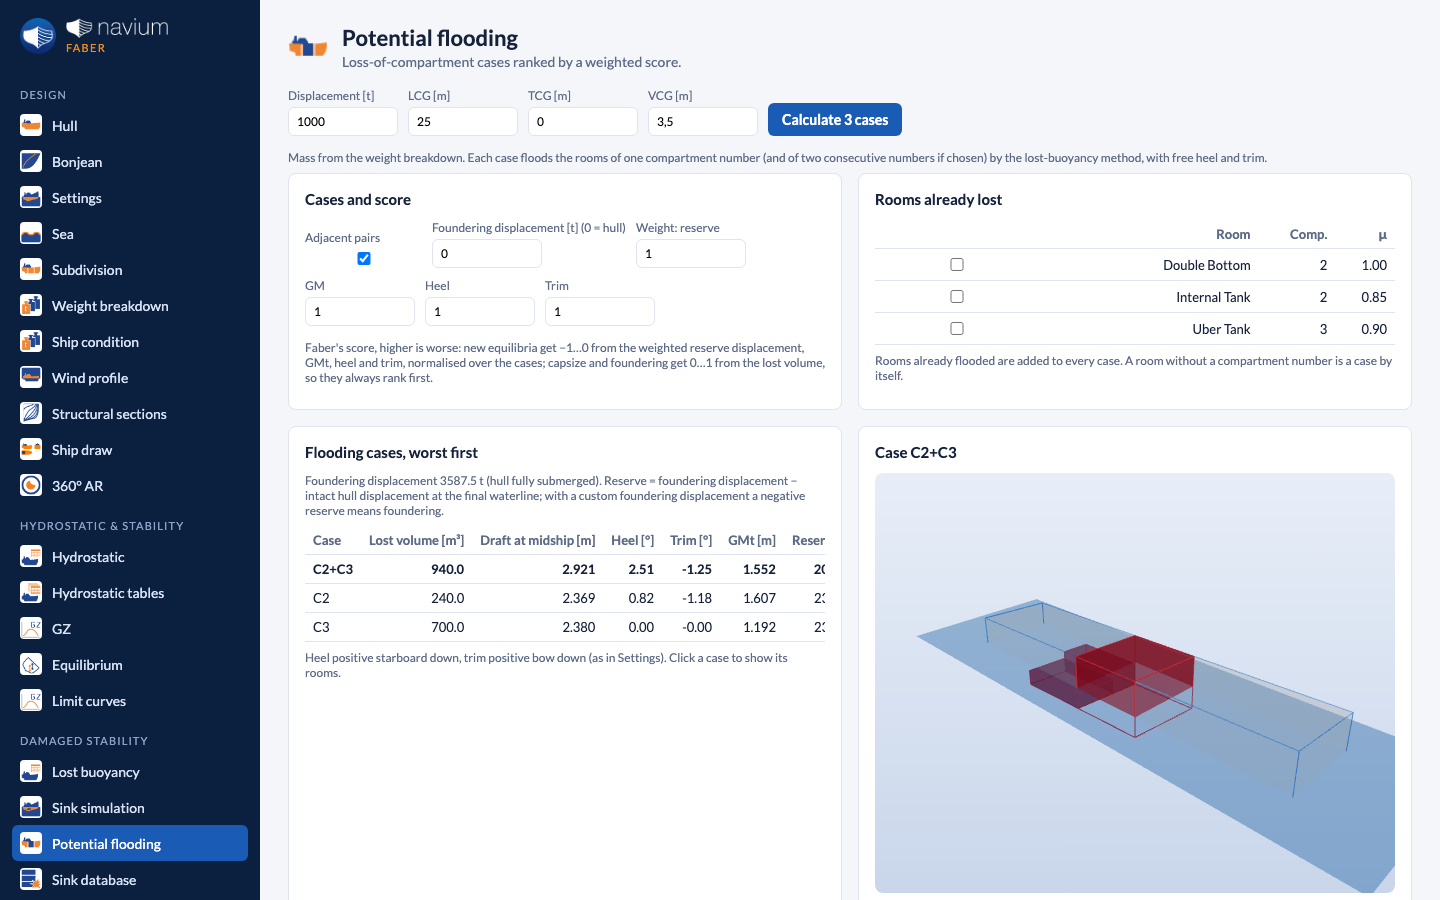 navium
FABER
DESIGN
Hull
Bonjean
Settings
Sea
Subdivision
Weight breakdown
Ship condition
Wind profile
Structural sections
Ship draw
360° AR
HYDROSTATIC & STABILITY
Hydrostatic
Hydrostatic tables
GZ
Equilibrium
Limit curves
DAMAGED STABILITY
Lost buoyancy
Sink simulation
Potential flooding
Sink database
Potential flooding
Loss-of-compartment cases ranked by a weighted score.
Displacement [t] LCG [m] TCG [m] VCG [m]
1000 25 0 3,5 Calculate 3 cases
Mass from the weight breakdown. Each case floods the rooms of one compartment number (and of two consecutive numbers if chosen) by the lost-buoyancy method, with free heel and trim.
Cases and score
Adjacent pairs Foundering displacement [t] (0 = hull) Weight: reserve
0 1
GM Heel Trim
1 1 1
Faber's score, higher is worse: new equilibria get −1…0 from the weighted reserve displacement,
GMt, heel and trim, normalised over the cases; capsize and foundering get 0…1 from the lost volume,
so they always rank first.
Rooms already lost
Room Comp. μ
Double Bottom 2 1.00
Internal Tank 2 0.85
Uber Tank 3 0.90
Rooms already flooded are added to every case. A room without a compartment number is a case by
itself.
Flooding cases, worst first
Foundering displacement 3587.5 t (hull fully submerged). Reserve = foundering displacement −
intact hull displacement at the final waterline; with a custom foundering displacement a negative
reserve means foundering.
Case Lost volume [m³] Draft at midship [m] Heel [°] Trim [°] GMt [m] Reser
C2+C3 940.0 2.921 2.51 -1.25 1.552 20
C2 240.0 2.369 0.82 -1.18 1.607 23
C3 700.0 2.380 0.00 -0.00 1.192 23
Heel positive starboard down, trim positive bow down (as in Settings). Click a case to show its
rooms.
Case C2+C3